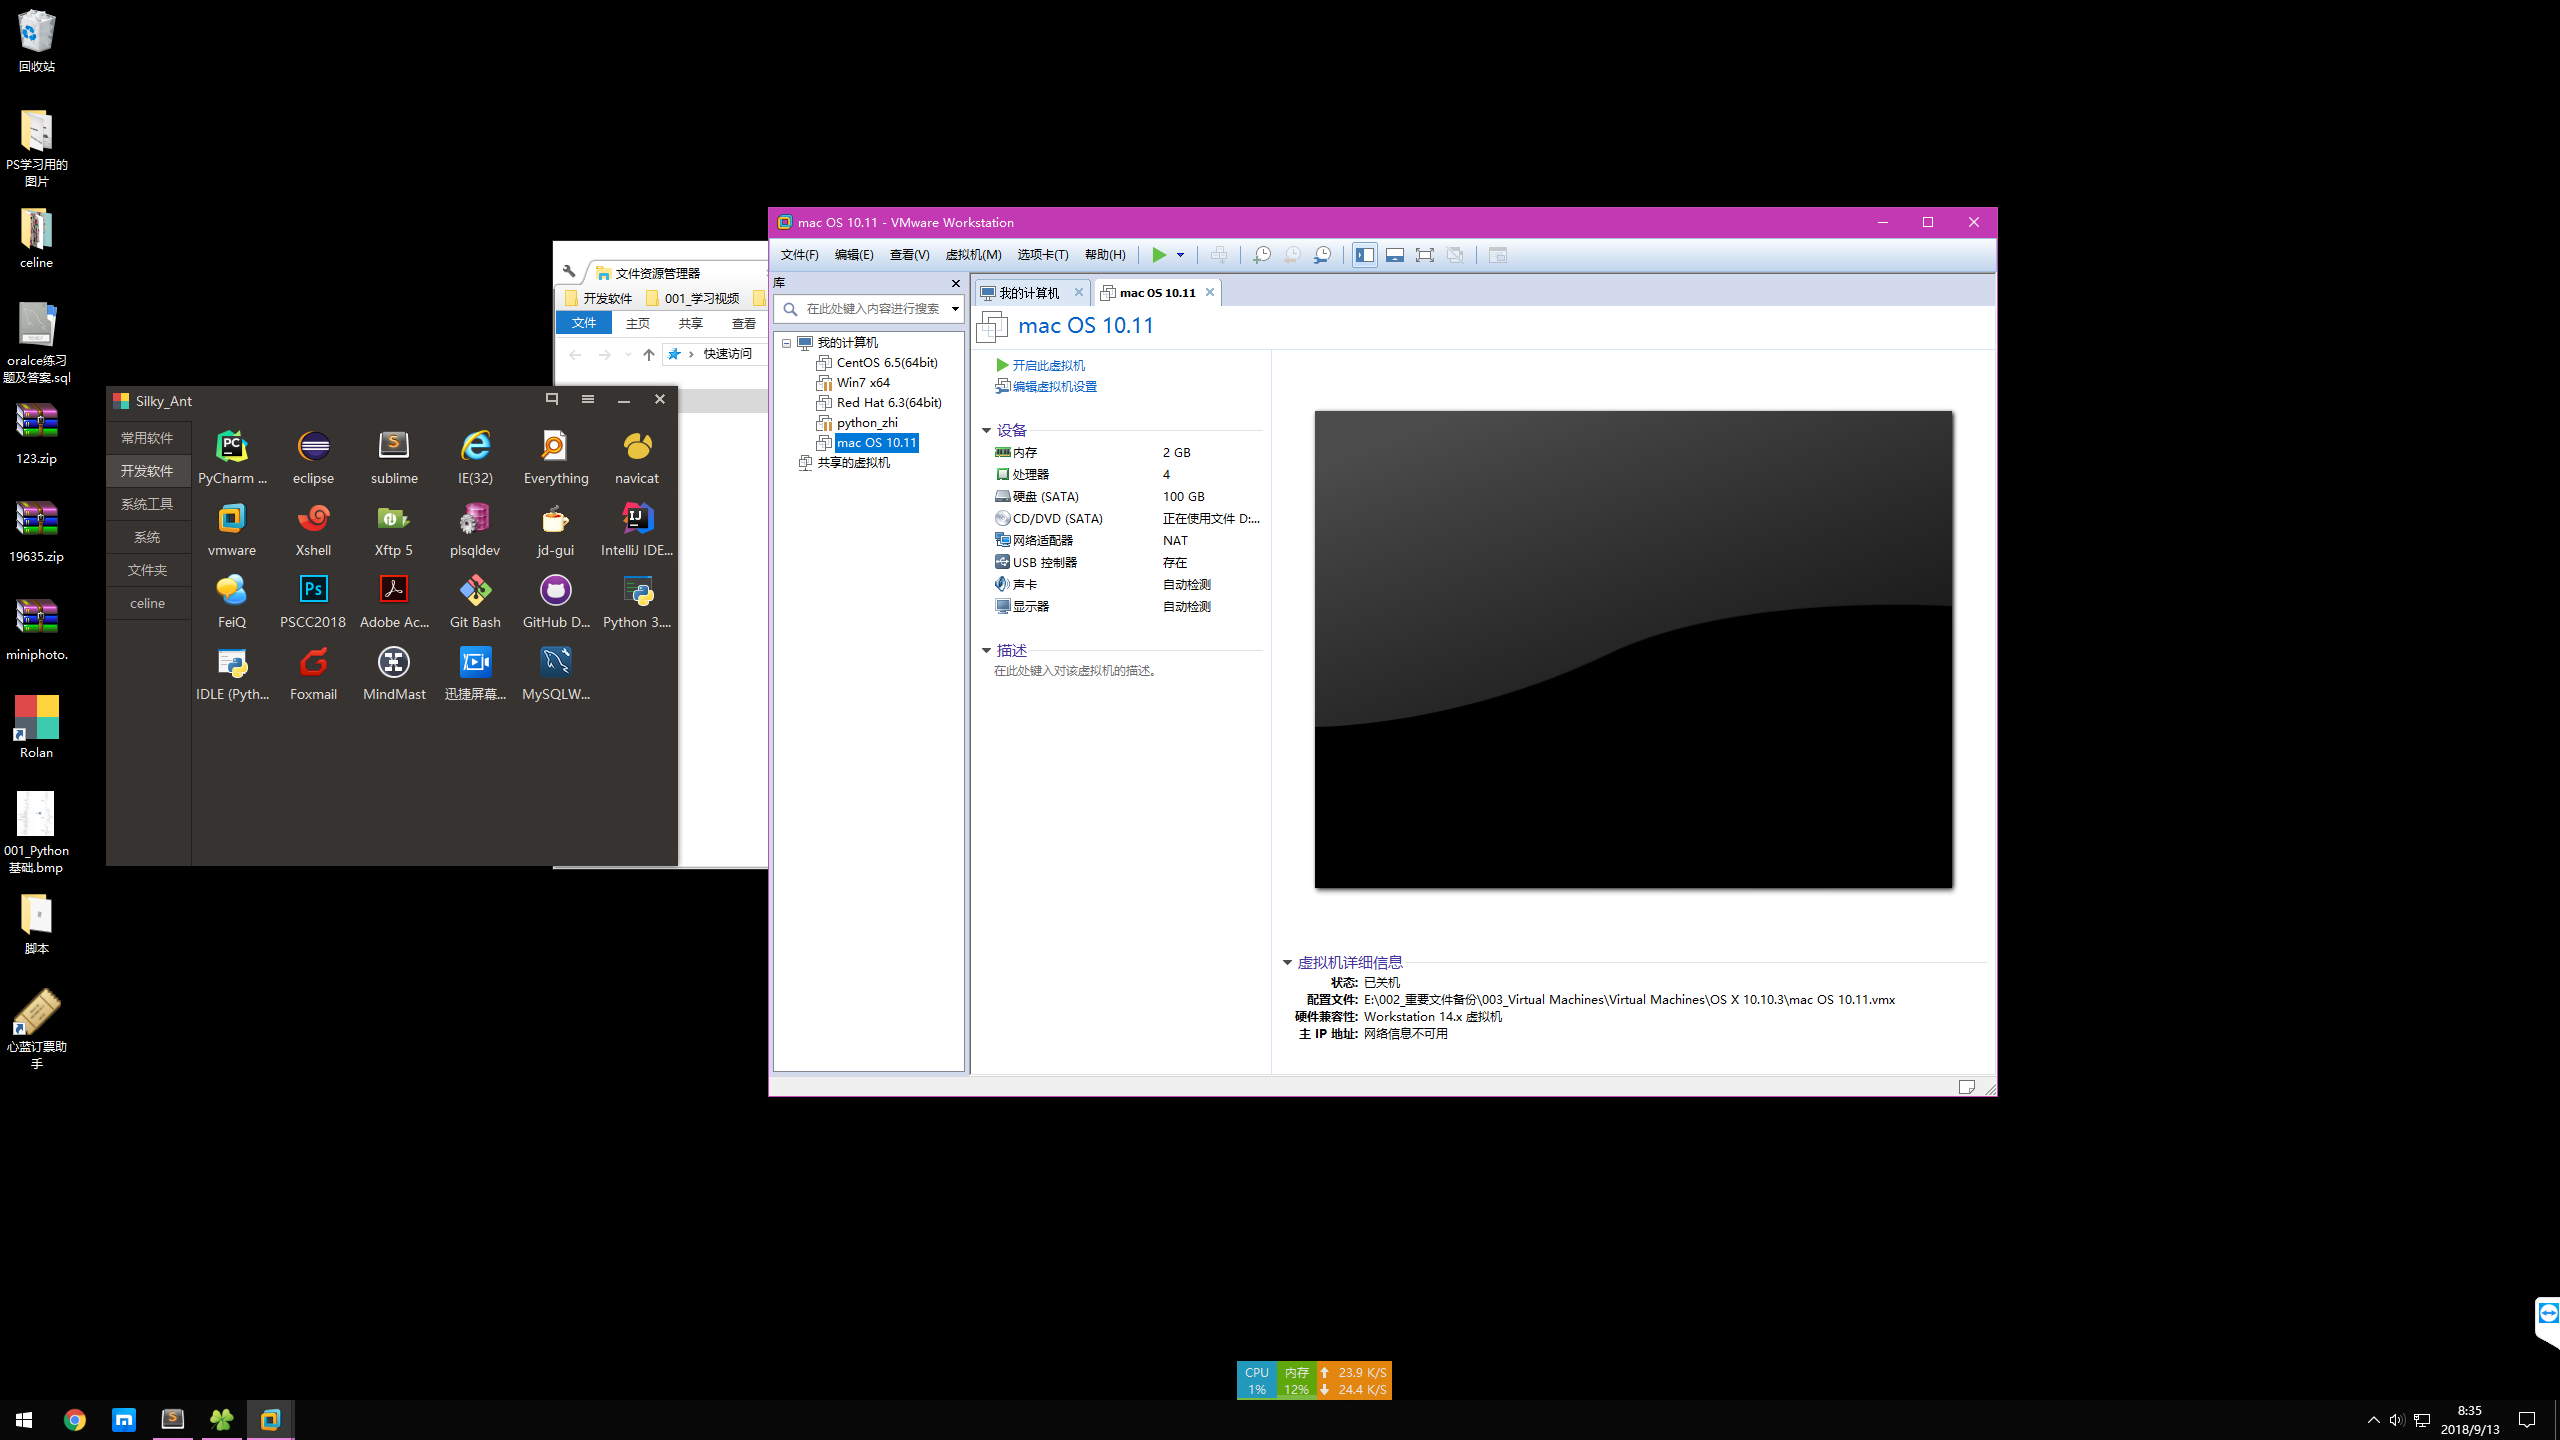 回收站
PS学习用的
图片
celine
oralce练习
题及答案.sql
123.zip
19635.zip
miniphoto.
Rolan
001_Python
基础.bmp
脚本
心蓝订票助
手
文件资源管理器
开发软件
001_学习视频
文件 主页 共享 查看
快速访问
Silky_Ant
常用软件
开发软件
系统工具
系统
文件夹
celine
PyCharm ... eclipse sublime IE(32) Everything navicat
vmware Xshell Xftp 5 plsqldev jd-gui IntelliJ IDE...
FeiQ PSCC2018 Adobe Ac... Git Bash GitHub D... Python 3....
IDLE (Pyth... Foxmail MindMast 迅捷屏幕... MySQLW...
mac OS 10.11 - VMware Workstation
文件(F) 编辑(E) 查看(V) 虚拟机(M) 选项卡(T) 帮助(H)
库
在此处键入内容进行搜索
我的计算机
CentOS 6.5(64bit)
Win7 x64
Red Hat 6.3(64bit)
python_zhi
mac OS 10.11
共享的虚拟机
我的计算机
mac OS 10.11
mac OS 10.11
开启此虚拟机
编辑虚拟机设置
设备
内存 2 GB
处理器 4
硬盘 (SATA) 100 GB
CD/DVD (SATA) 正在使用文件 D:...
网络适配器 NAT
USB 控制器 存在
声卡 自动检测
显示器 自动检测
描述
在此处键入对该虚拟机的描述。
虚拟机详细信息
状态: 已关机
配置文件: E:\002_重要文件备份\003_Virtual Machines\Virtual Machines\OS X 10.10.3\mac OS 10.11.vmx
硬件兼容性: Workstation 14.x 虚拟机
主 IP 地址: 网络信息不可用
CPU 内存 23.9 K/S
1% 12% 24.4 K/S
8:35
2018/9/13